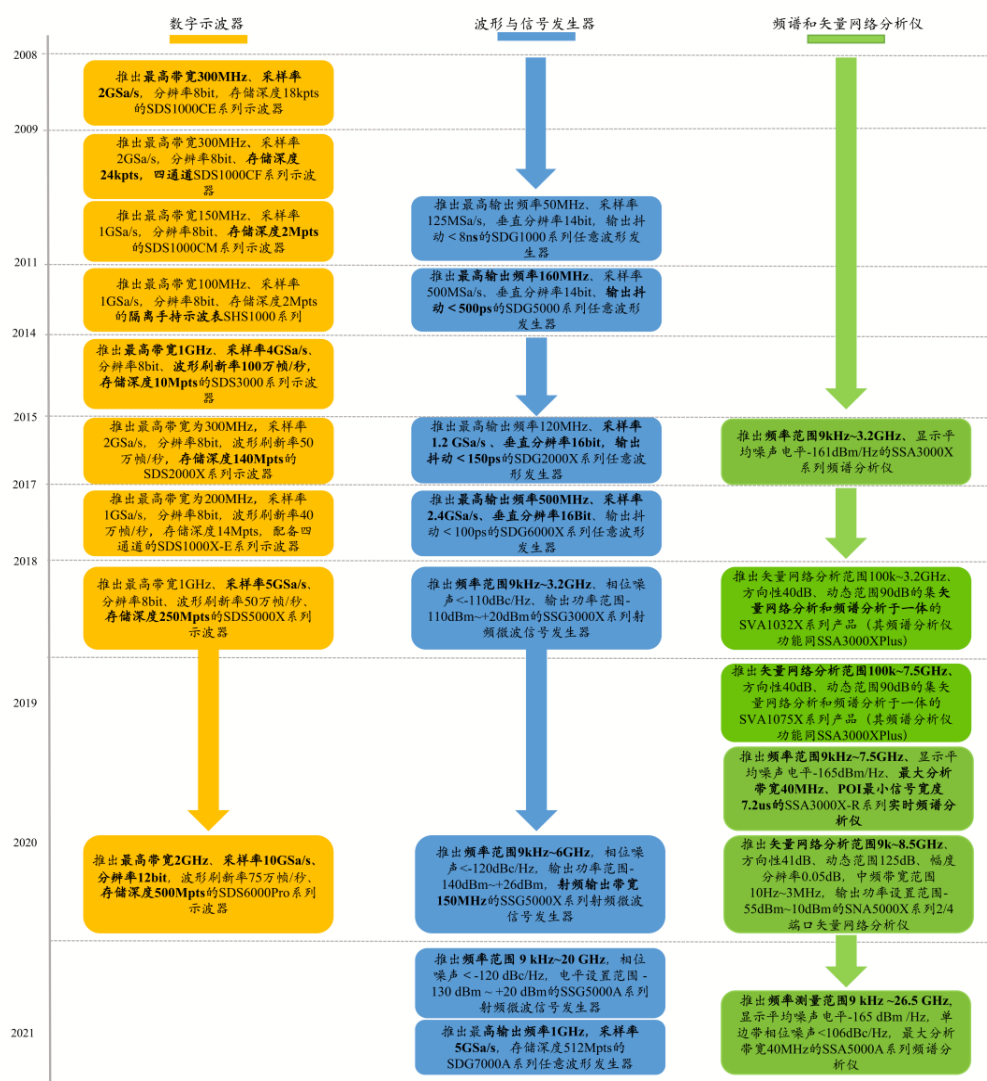 数字示波器
波形与信号发生器
频谱和矢量网络分析仪
2008
推出最高带宽300MHz、采样率
2GSa/s，分辨率8bit，存储深度18kpts
的SDS1000CE系列示波器
2009
推出最高带宽300MHz、采样率
2GSa/s，分辨率8bit、存储深度
24kpts，四通道SDS1000CF系列示波
器
推出最高带宽150MHz、采样率
1GSa/s，分辨率8bit、存储深度2Mpts
的SDS1000CM系列示波器
推出最高输出频率50MHz、采样率
125MSa/s，垂直分辨率14bit，输出抖
动＜8ns的SDG1000系列任意波形发
生器
2011
推出最高带宽100MHz、采样率
1GSa/s，分辨率8bit、存储深度2Mpts
的隔离手持示波表SHS1000系列
推出最高输出频率160MHz、采样率
500MSa/s、垂直分辨率14bit、输出抖
动＜500ps的SDG5000系列任意波形
发生器
2014
推出最高带宽1GHz、采样率4GSa/s、
分辨率8bit、波形刷新率100万帧/秒，
存储深度10Mpts的SDS3000系列示波
器
2015
推出最高带宽为300MHz，采样率
2GSa/s，分辨率8bit，波形刷新率50
万帧/秒，存储深度140Mpts的
SDS2000X系列示波器
推出最高输出频率120MHz、采样率
1.2 GSa/s 、垂直分辨率16bit，输出
抖动＜150ps的SDG2000X系列任意波
形发生器
推出频率范围9kHz~3.2GHz、显示平
均噪声电平-161dBm/Hz的SSA3000X
系列频谱分析仪
2017
推出最高带宽为200MHz，采样率
1GSa/s，分辨率8bit，波形刷新率40
万帧/秒，存储深度14Mpts，配备四
通道的SDS1000X-E系列示波器
推出最高输出频率500MHz、采样率
2.4GSa/s、垂直分辨率16Bit、输出抖
动＜100ps的SDG6000X系列任意波形
发生器
2018
推出最高带宽1GHz、采样率5GSa/s、
分辨率8bit、波形刷新率50万帧/秒、
存储深度250Mpts的SDS5000X系列
示波器
推出频率范围9kHz~3.2GHz、相位噪
声<-110dBc/Hz、输出功率范围-
110dBm~+20dBm的SSG3000X系列射
频微波信号发生器
推出矢量网络分析范围100k~3.2GHz、
方向性40dB、动态范围90dB的集矢
量网络分析和频谱分析于一体的
SVA1032X系列产品（其频谱分析仪
功能同SSA3000XPlus）
2019
推出矢量网络分析范围100k~7.5GHz、
方向性40dB、动态范围90dB的集矢
量网络分析和频谱分析于一体的
SVA1075X系列产品（其频谱分析仪
功能同SSA3000XPlus）
推出频率范围9kHz~7.5GHz、显示平
均噪声电平-165dBm/Hz、最大分析
带宽40MHz、POI最小信号宽度
7.2us的SSA3000X-R系列实时频谱分
析仪
2020
推出最高带宽2GHz、采样率10GSa/s、
分辨率12bit，波形刷新率75万帧/秒、
存储深度500Mpts的SDS6000Pro系列
示波器
推出频率范围9kHz~6GHz，相位噪
声<-120dBc/Hz，输出功率范围-
140dBm~+26dBm，射频输出带宽
150MHz的SSG5000X系列射频微波
信号发生器
推出矢量网络分析范围9k~8.5GHz、
方向性41dB、动态范围125dB，幅度
分辨率0.05dB，中频带宽范围
10Hz~3MHz，输出功率设置范围-
55dBm~10dBm的SNA5000X系列2/4
端口矢量网络分析仪
推出频率范围 9 kHz~20 GHz，相位
噪声＜-120 dBc/Hz，电平设置范围 -
130 dBm ~ +20 dBm的SSG5000A系列
射频微波信号发生器
2021
推出最高输出频率1GHz，采样率
5GSa/s，存储深度512Mpts的
SDG7000A系列任意波形发生器
推出频率测量范围9 kHz ~26.5 GHz，
显示平均噪声电平-165 dBm /Hz，单
边带相位噪声<106dBc/Hz，最大分析
带宽40MHz的SSA5000A系列频谱分
析仪